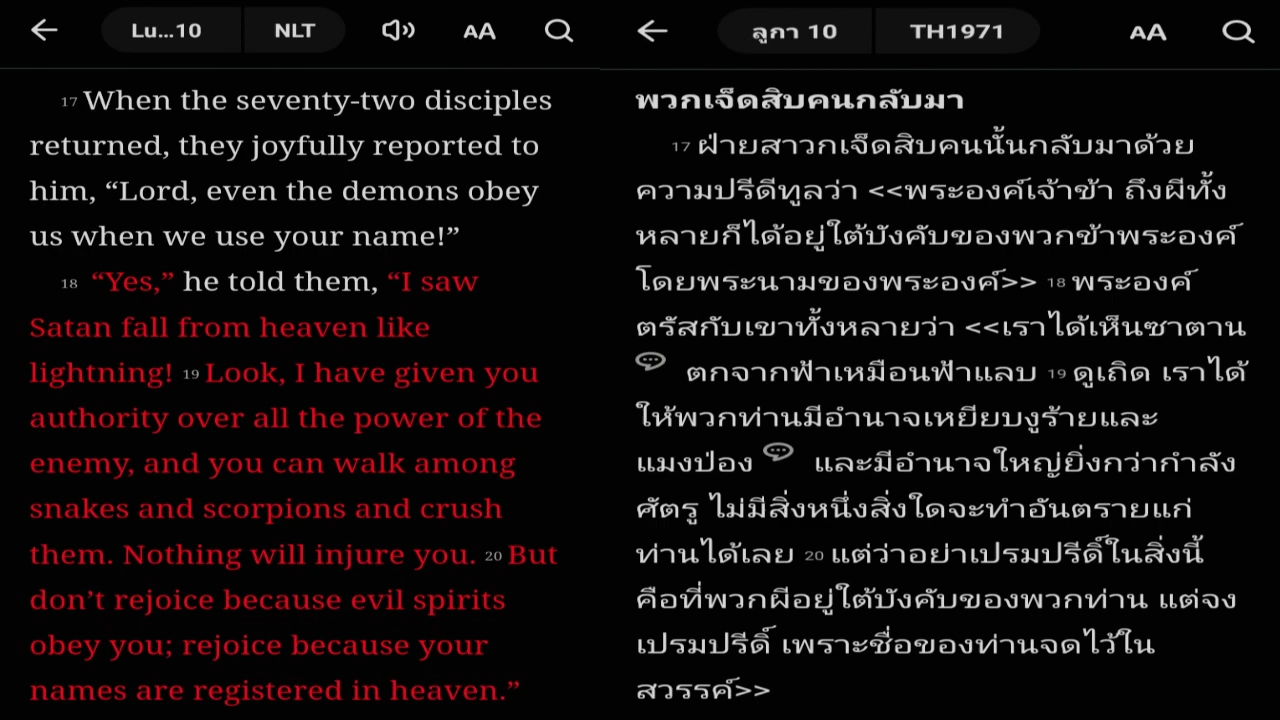 Lu...10 NLT AA
17 When the seventy-two disciples
returned, they joyfully reported to
him, “Lord, even the demons obey
us when we use your name!”
18 “Yes,” he told them, “I saw
Satan fall from heaven like
lightning! 19 Look, I have given you
authority over all the power of the
enemy, and you can walk among
snakes and scorpions and crush
them. Nothing will injure you. 20 But
don’t rejoice because evil spirits
obey you; rejoice because your
names are registered in heaven.”
ลูกา 10 TH1971 AA
พวกเจ็ดสิบคนกลับมา
17 ฝ่ายสาวกเจ็ดสิบคนนั้นกลับมาด้วย
ความปรีดีทูลว่า <<พระองค์เจ้าข้า ถึงผีทั้ง
หลายก็ได้อยู่ใต้บังคับของพวกข้าพระองค์
โดยพระนามของพระองค์>> 18 พระองค์
ตรัสกับเขาทั้งหลายว่า <<เราได้เห็นซาตาน
ตกจากฟ้าเหมือนฟ้าแลบ 19 ดูเถิด เราได้
ให้พวกท่านมีอำนาจเหยียบงูร้ายและ
แมงป่อง และมีอำนาจใหญ่ยิ่งกว่ากำลัง
ศัตรู ไม่มีสิ่งหนึ่งสิ่งใดจะทำอันตรายแก่
ท่านได้เลย 20 แต่ว่าอย่าเปรมปรีดิ์ในสิ่งนี้
คือที่พวกผีอยู่ใต้บังคับของพวกท่าน แต่จง
เปรมปรีดิ์ เพราะชื่อของท่านจดไว้ใน
สวรรค์>>